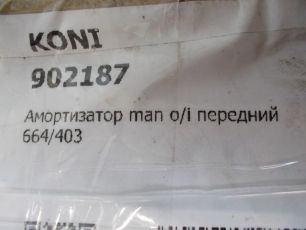 KONI
902187
Амортизатор man o/i передний
664/403